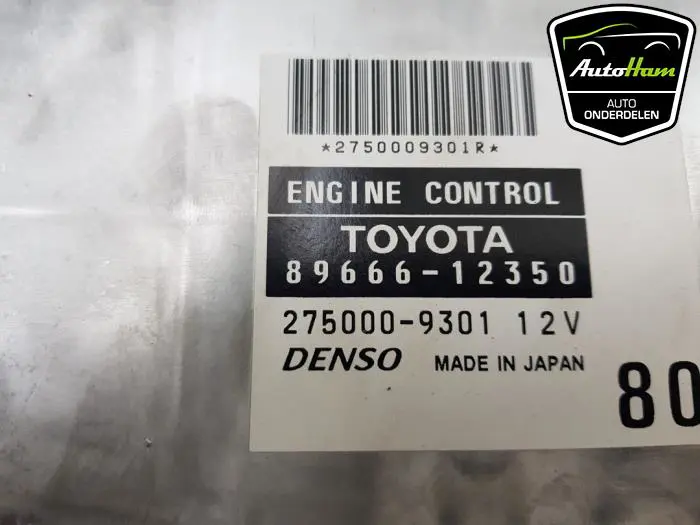 AutoHam
AUTO
ONDERDELEN
*2750009301R*
ENGINE CONTROL
TOYOTA
89666-12350
275000-9301 12V
DENSO MADE IN JAPAN
80